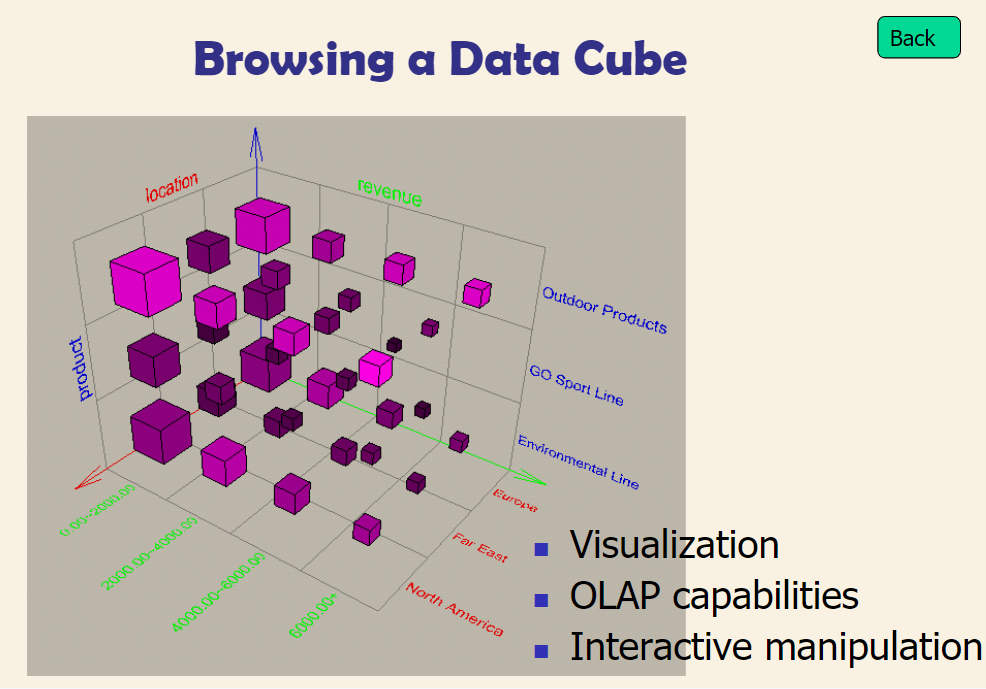 Browsing a Data Cube
Back
location
revenue
product
Outdoor Products
GO Sport Line
Environmental Line
Europe
Far East
North America
0.00~2000.00
2000.00~4000.00
4000.00~6000.00
6000.00+
Visualization
OLAP capabilities
Interactive manipulation